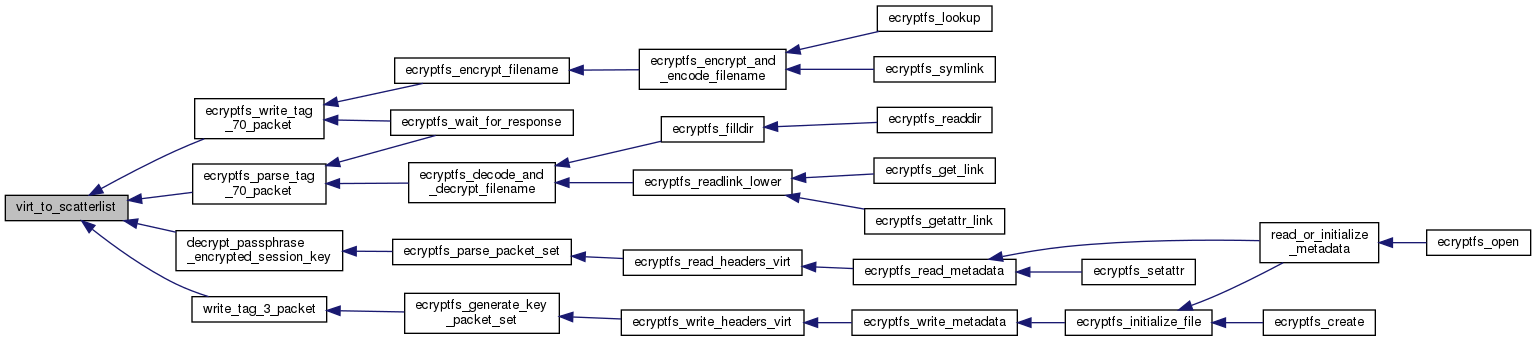 ecryptfs_lookup
ecryptfs_encrypt_and
_encode_filename
ecryptfs_encrypt_filename
ecryptfs_symlink
ecryptfs_write_tag
_70_packet
ecryptfs_wait_for_response
ecryptfs_filldir
ecryptfs_readdir
ecryptfs_parse_tag
_70_packet
ecryptfs_decode_and
_decrypt_filename
ecryptfs_readlink_lower
ecryptfs_get_link
ecryptfs_getattr_link
virt_to_scatterlist
decrypt_passphrase
_encrypted_session_key
ecryptfs_parse_packet_set
ecryptfs_read_headers_virt
ecryptfs_read_metadata
ecryptfs_setattr
read_or_initialize
_metadata
ecryptfs_open
write_tag_3_packet
ecryptfs_generate_key
_packet_set
ecryptfs_write_headers_virt
ecryptfs_write_metadata
ecryptfs_initialize_file
ecryptfs_create